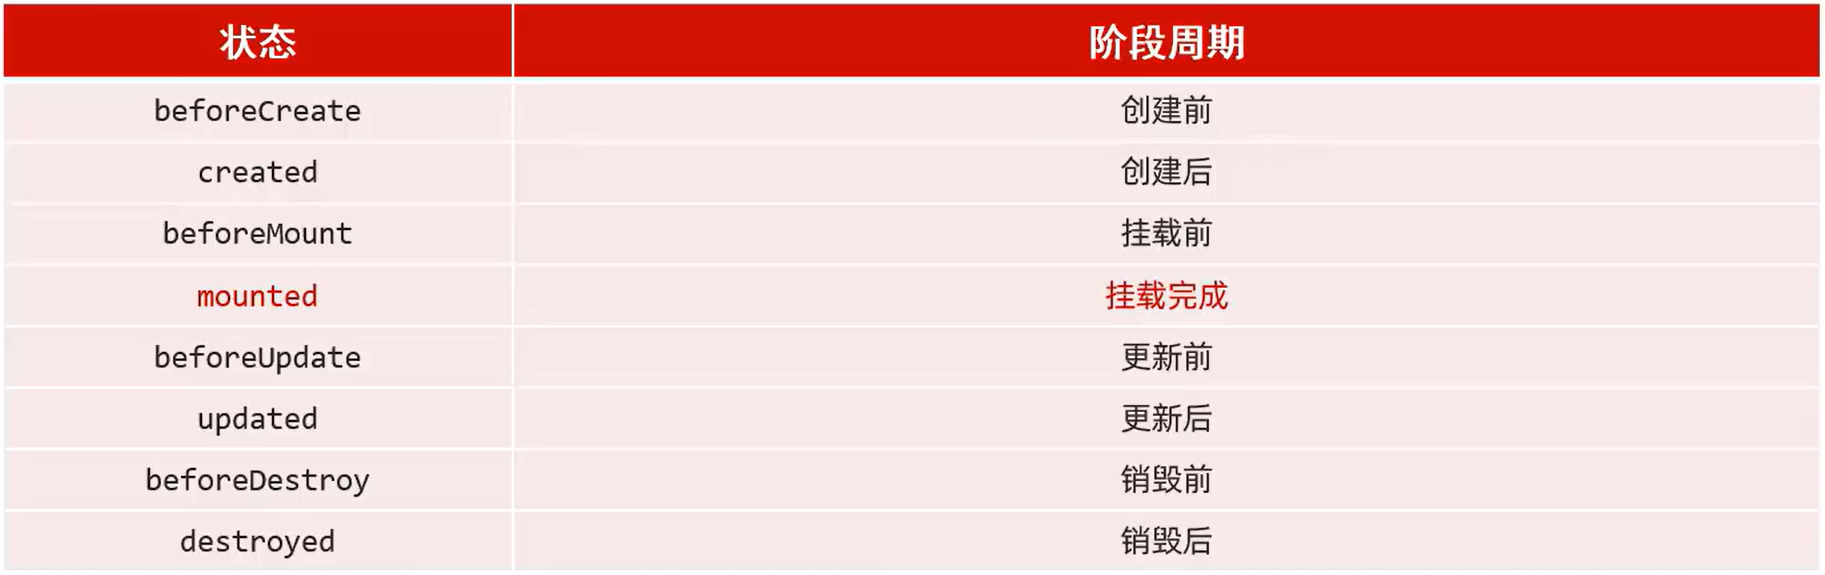 状态 阶段周期
beforeCreate 创建前
created 创建后
beforeMount 挂载前
mounted 挂载完成
beforeUpdate 更新前
updated 更新后
beforeDestroy 销毁前
destroyed 销毁后